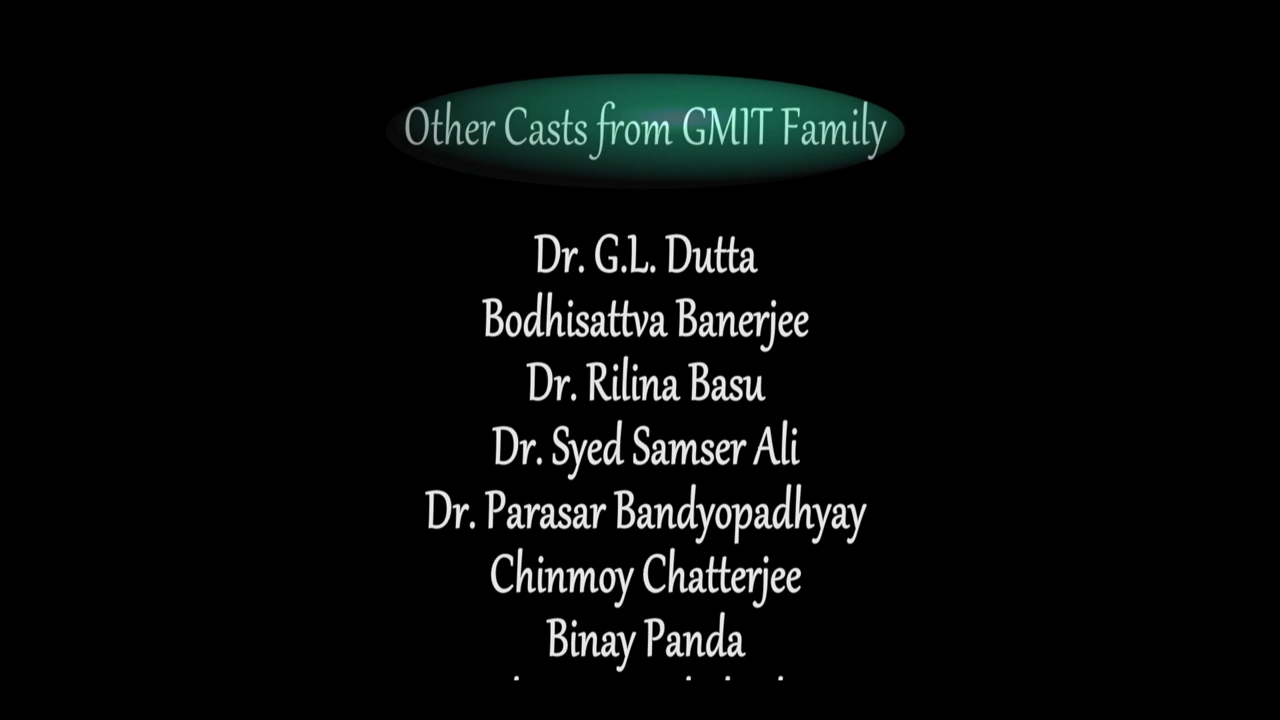 Other Casts from GMIT Family
Dr. G.L. Dutta
Bodhisattva Banerjee
Dr. Rilina Basu
Dr. Syed Samser Ali
Dr. Parasar Bandyopadhyay
Chinmoy Chatterjee
Binay Panda